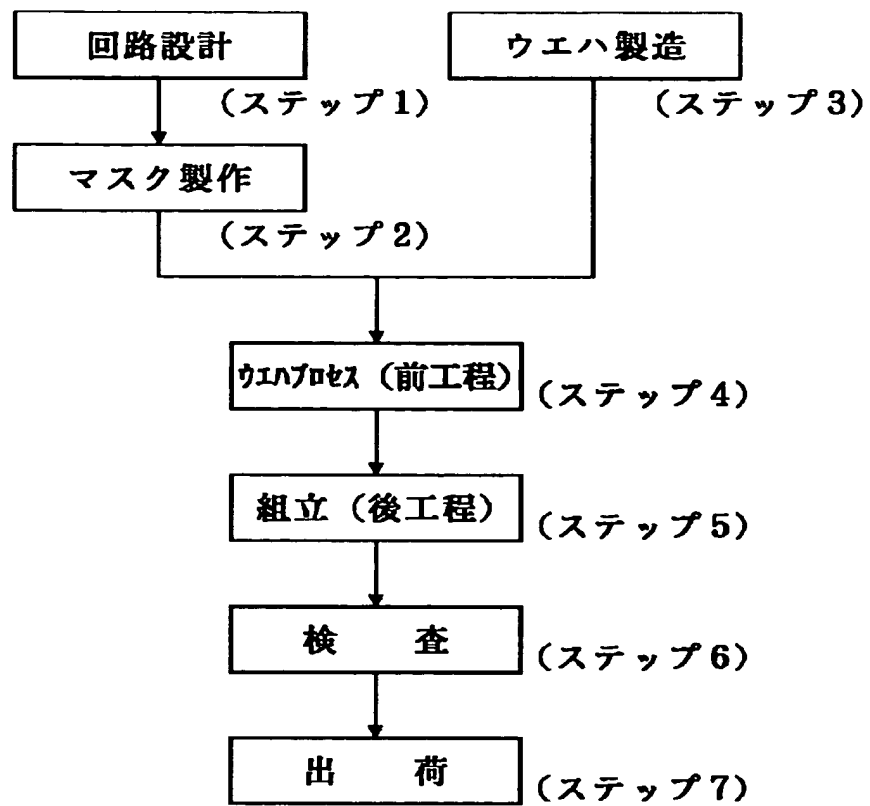 回路設計
(ステップ1)
マスク製作
(ステップ2)
ウエハ製造
(ステップ3)
ウエハプロセス(前工程)
(ステップ4)
組立(後工程)
(ステップ5)
検 査
(ステップ6)
出 荷
(ステップ7)